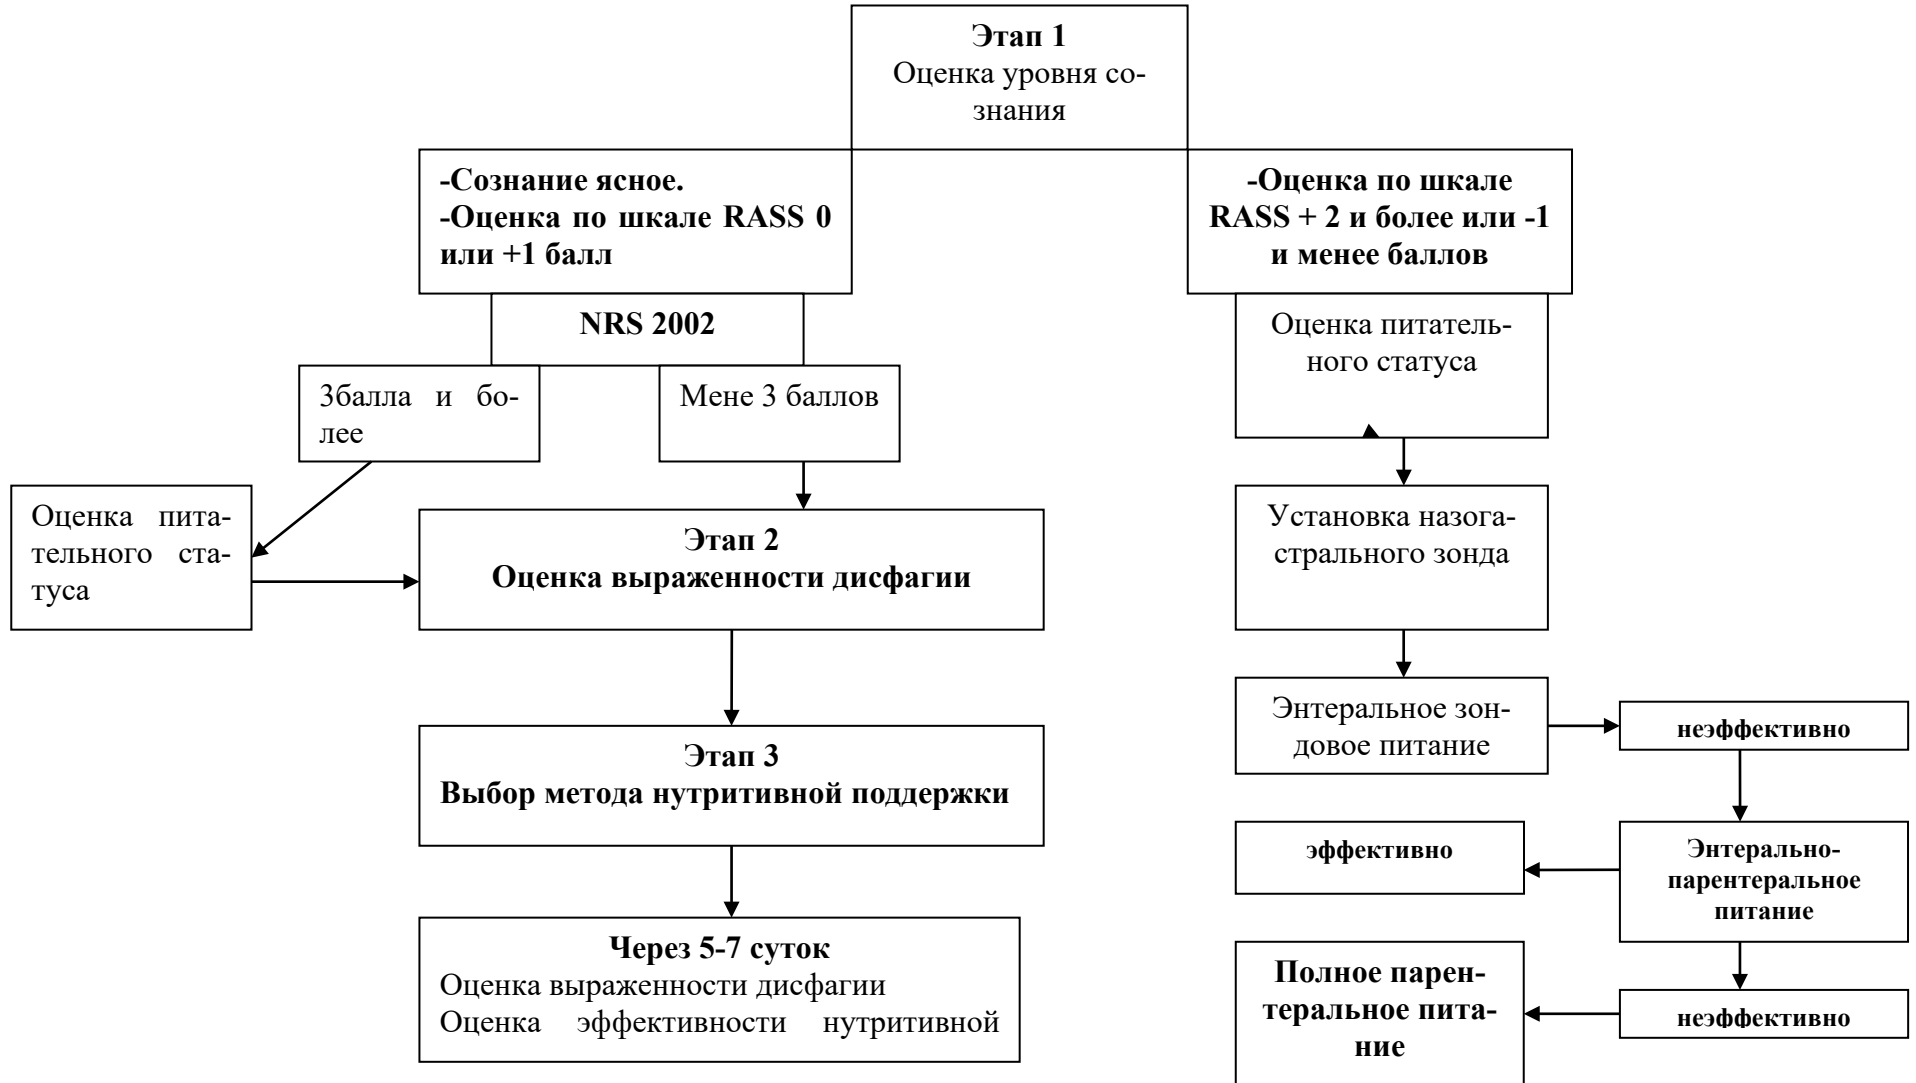 Этап 1
Оценка уровня со-
знания
-Сознание ясное.
-Оценка по шкале RASS 0
или +1 балл
-Оценка по шкале
RASS + 2 и более или -1
и менее баллов
NRS 2002
Оценка питатель-
ного статуса
3балла и бо-
лее
Мене 3 баллов
Оценка пита-
тельного ста-
туса
Этап 2
Оценка выраженности дисфагии
Установка назога-
стрального зонда
Энтеральное зон-
довое питание
неэффективно
Этап 3
Выбор метода нутритивной поддержки
эффективно
Энтерально-
парентеральное
питание
Через 5-7 суток
Оценка выраженности дисфагии
Оценка эффективности нутритивной
Полное парен-
теральное пита-
ние
неэффективно